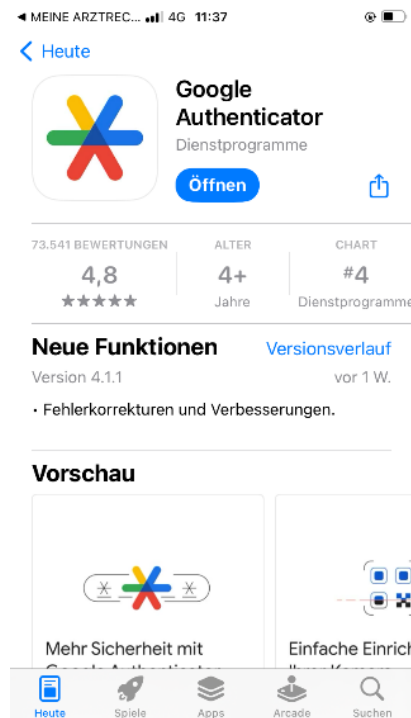 ◀ MEINE ARZTREC... 4G 11:37
Heute
Google
Authenticator
Dienstprogramme
Öffnen
73.541 BEWERTUNGEN ALTER CHART
4,8 4+ #4
★★★★★ Jahre Dienstprogramme
Neue Funktionen Versionsverlauf
Version 4.1.1 vor 1 W.
• Fehlerkorrekturen und Verbesserungen.
Vorschau
Mehr Sicherheit mit Einfache Einrich
Google Authenticator
Heute Spiele Apps Arcade Suchen